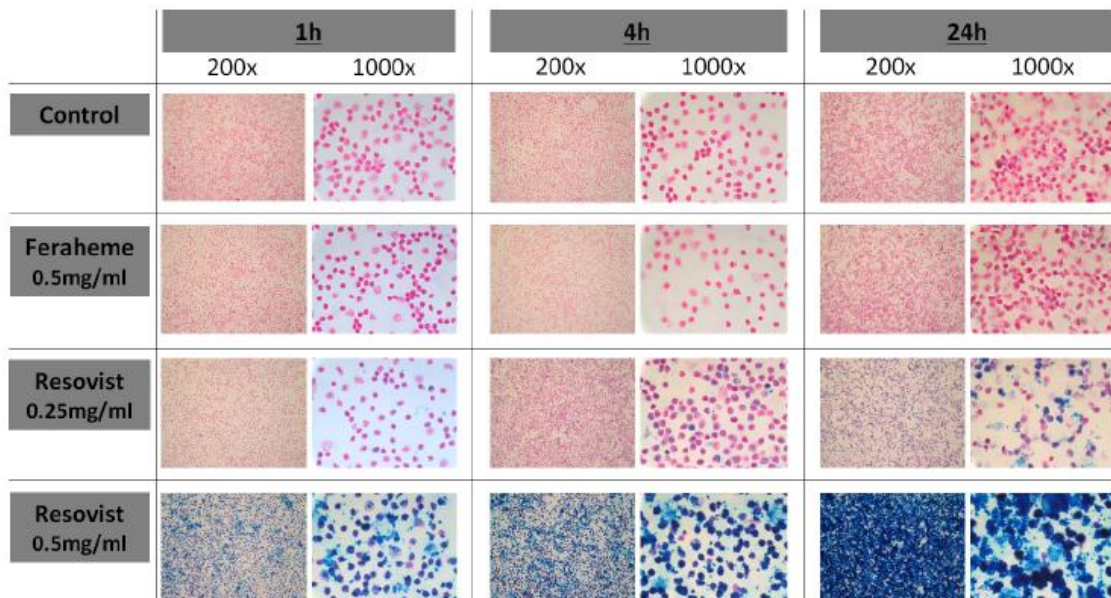 1h 4h 24h
200x 1000x 200x 1000x 200x 1000x
Control
Feraheme
0.5mg/ml
Resovist
0.25mg/ml
Resovist
0.5mg/ml